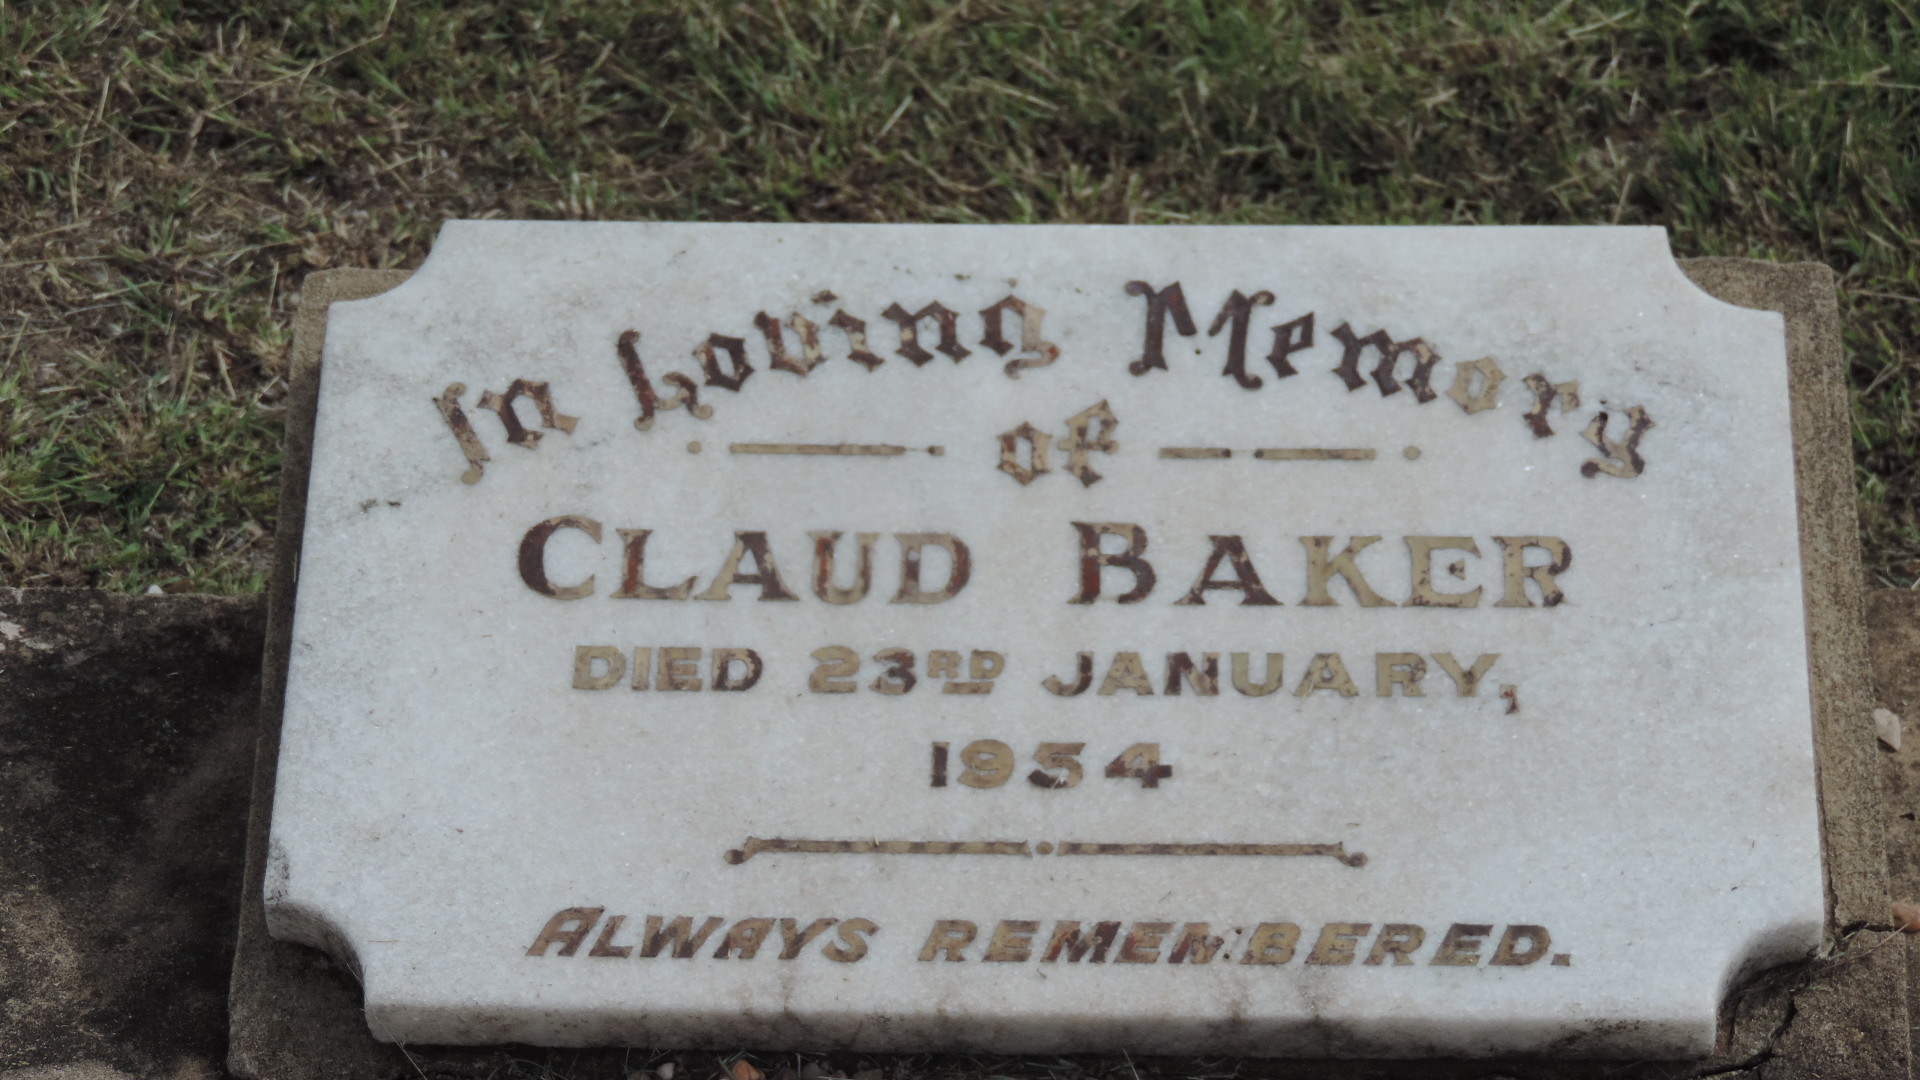 In Loving Memory
of
CLAUD BAKER
DIED 23RD JANUARY,
1954
ALWAYS REMEMBERED.